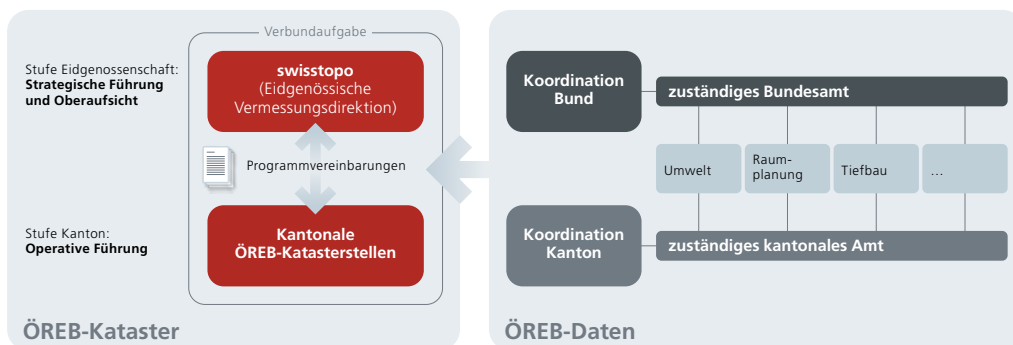 Verbundaufgabe
Stufe Eidgenossenschaft:
Strategische Führung
und Oberaufsicht
swisstopo
(Eidgenössische
Vermessungsdirektion)
Programmvereinbarungen
Stufe Kanton:
Operative Führung
Kantonale
ÖREB-Katasterstellen
ÖREB-Kataster
Koordination
Bund
zuständiges Bundesamt
Umwelt
Raum-
planung
Tiefbau
...
Koordination
Kanton
zuständiges kantonales Amt
ÖREB-Daten